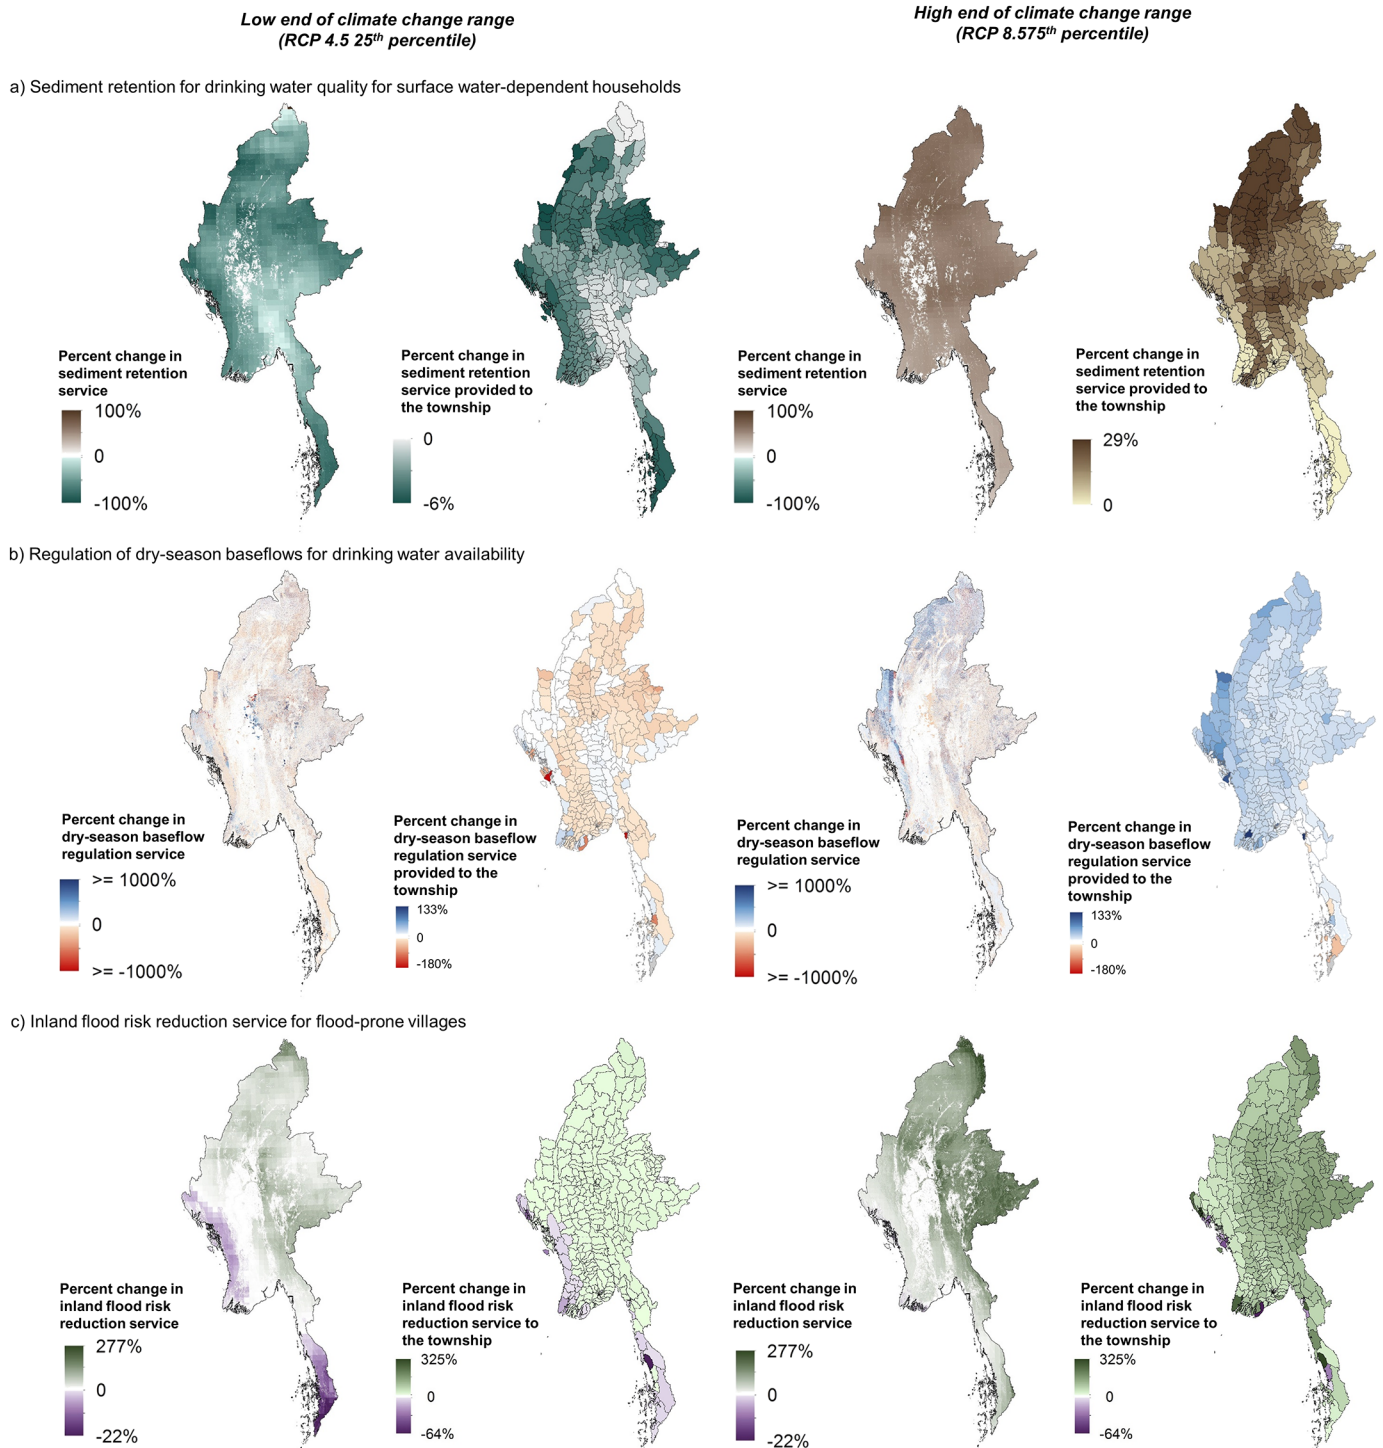 Low end of climate change range
(RCP 4.5 25th percentile)
High end of climate change range
(RCP 8.575th percentile)
a) Sediment retention for drinking water quality for surface water-dependent households
Percent change in
sediment retention
service
100%
0
-100%
Percent change in
sediment retention
service provided to
the township
0
-6%
Percent change in
sediment retention
service
100%
0
-100%
Percent change in
sediment retention
service provided to
the township
29%
0
b) Regulation of dry-season baseflows for drinking water availability
Percent change in
dry-season baseflow
regulation service
>= 1000%
0
>= -1000%
Percent change in
dry-season baseflow
regulation service
provided to the
township
133%
0
-180%
Percent change in
dry-season baseflow
regulation service
>= 1000%
0
>= -1000%
Percent change in
dry-season baseflow
regulation service
provided to the
township
133%
0
-180%
c) Inland flood risk reduction service for flood-prone villages
Percent change in
inland flood risk
reduction service
277%
0
-22%
Percent change in
inland flood risk
reduction service to
the township
325%
0
-64%
Percent change in
inland flood risk
reduction service
277%
0
-22%
Percent change in
inland flood risk
reduction service to
the township
325%
0
-64%